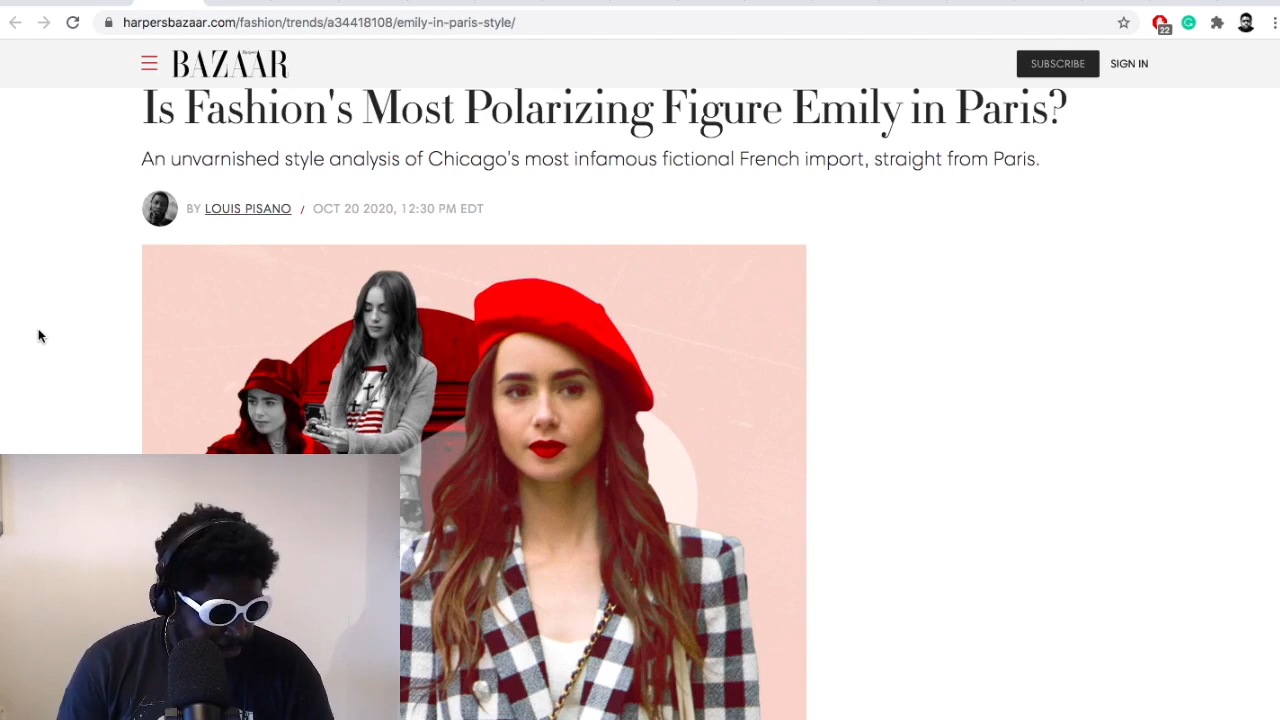 harpersbazaar.com/fashion/trends/a34418108/emily-in-paris-style/
22
Harper's
BAZAAR
SUBSCRIBE
SIGN IN
Is Fashion's Most Polarizing Figure Emily in Paris?
An unvarnished style analysis of Chicago's most infamous fictional French import, straight from Paris.
BY LOUIS PISANO / OCT 20 2020, 12:30 PM EDT